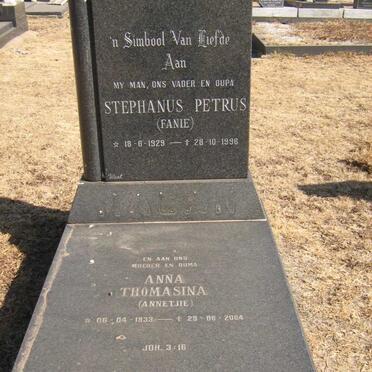 'n Simbool Van Liefde
Aan
MY MAN, ONS VADER EN OUPA
STEPHANUS PETRUS
(FANIE)
☆ 18-6-1929 — † 28-10-1996
EN AAN ONS
MOEDER EN OUMA
ANNA
THOMASINA
(ANNETJIE)
☆ 06-04-1933 — † 29-06-2004
JOH. 3:16